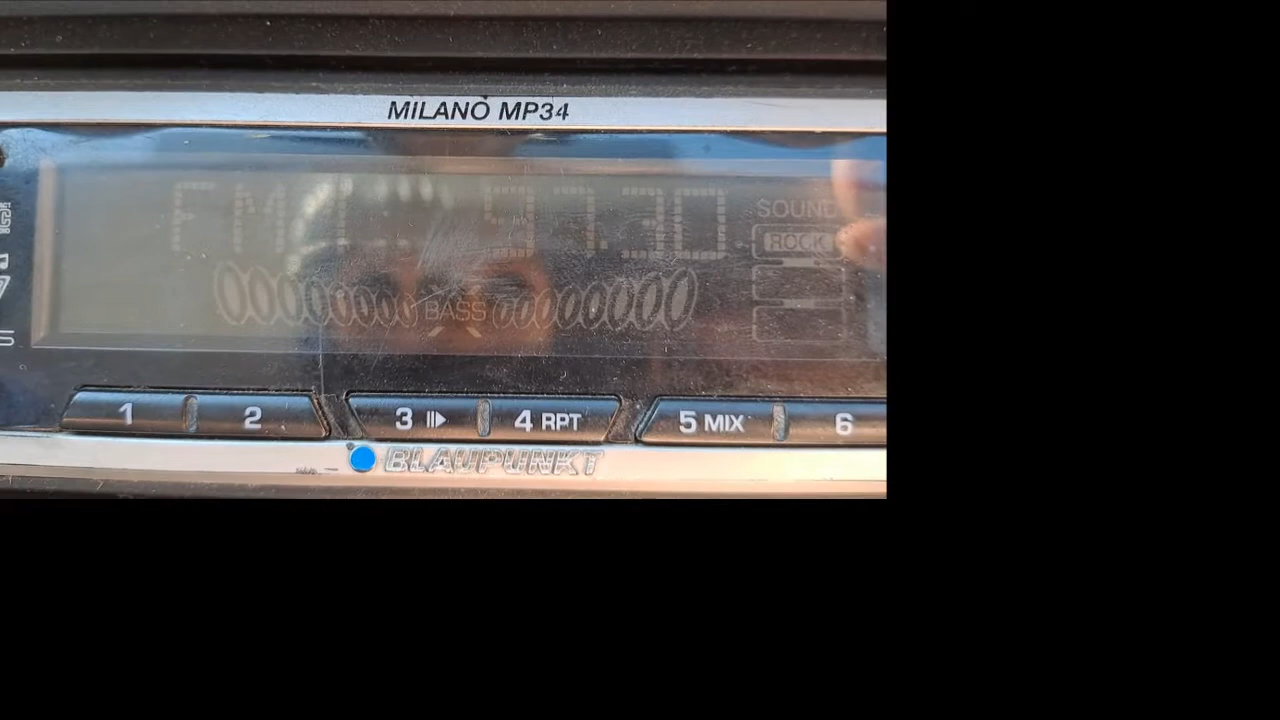 MILANO MP34
SOUND
ROCK
BASS
1 2 3 4 RPT 5 MIX 6
BLAUPUNKT